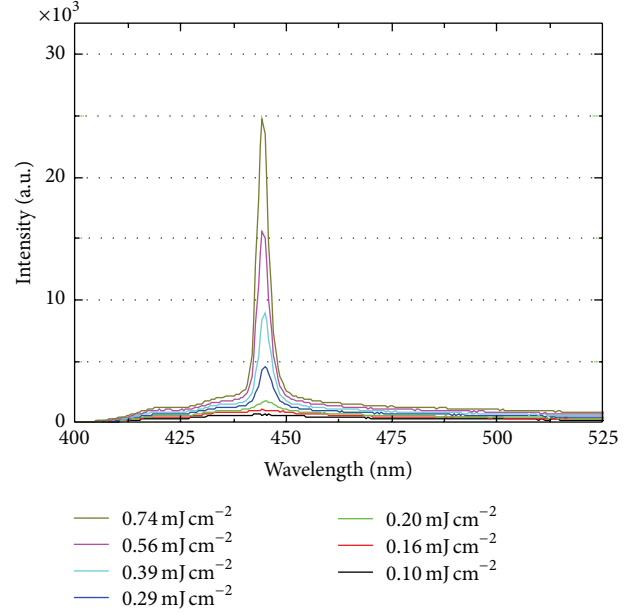 ×10³
30
20
10
0
Intensity (a.u.)
400 425 450 475 500 525
Wavelength (nm)
0.74 mJ cm⁻² 0.20 mJ cm⁻²
0.56 mJ cm⁻² 0.16 mJ cm⁻²
0.39 mJ cm⁻² 0.10 mJ cm⁻²
0.29 mJ cm⁻²